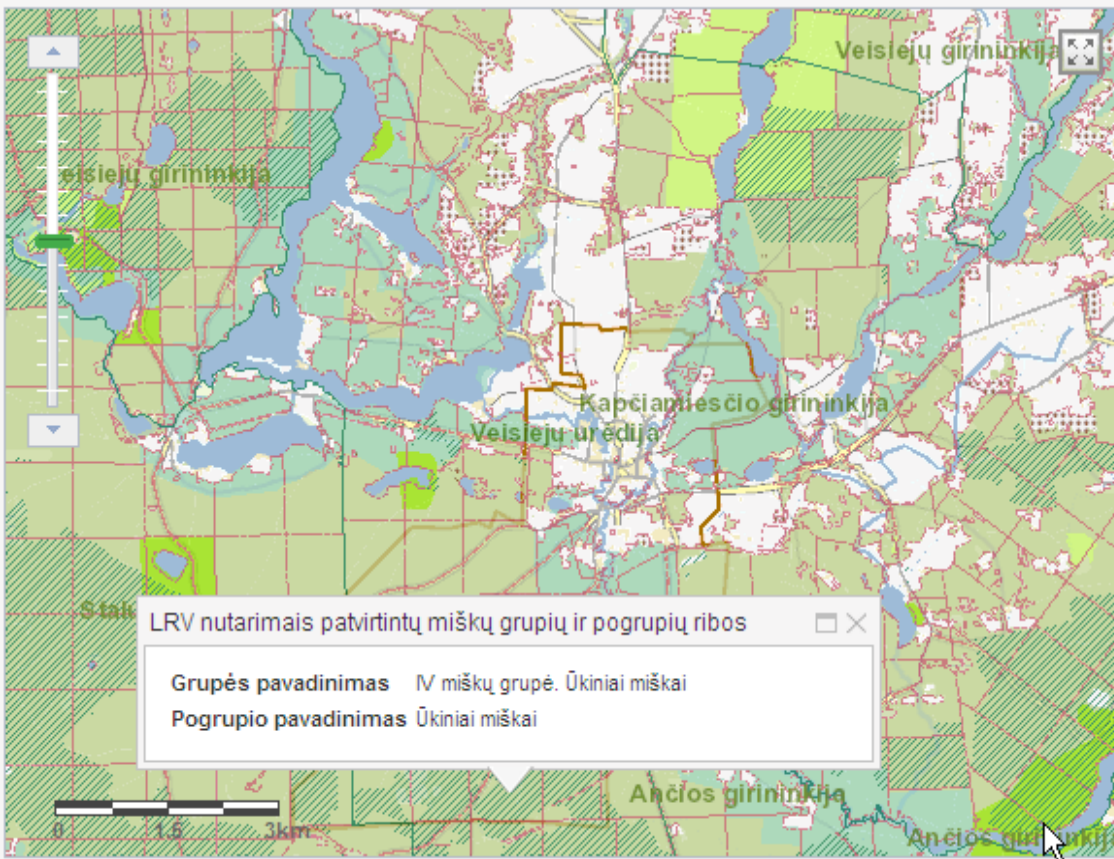 Veisiejų girininkija
eisiejų girininkija
Kapčiamiesčio girininkija
Veisiejų urėdija
LRV nutarimais patvirtintų miškų grupių ir pogrupių ribos
Grupės pavadinimas IV miškų grupė. Ūkiniai miškai
Pogrupio pavadinimas Ūkiniai miškai
Ančios girininkija
0 1.5 3km
Ančios